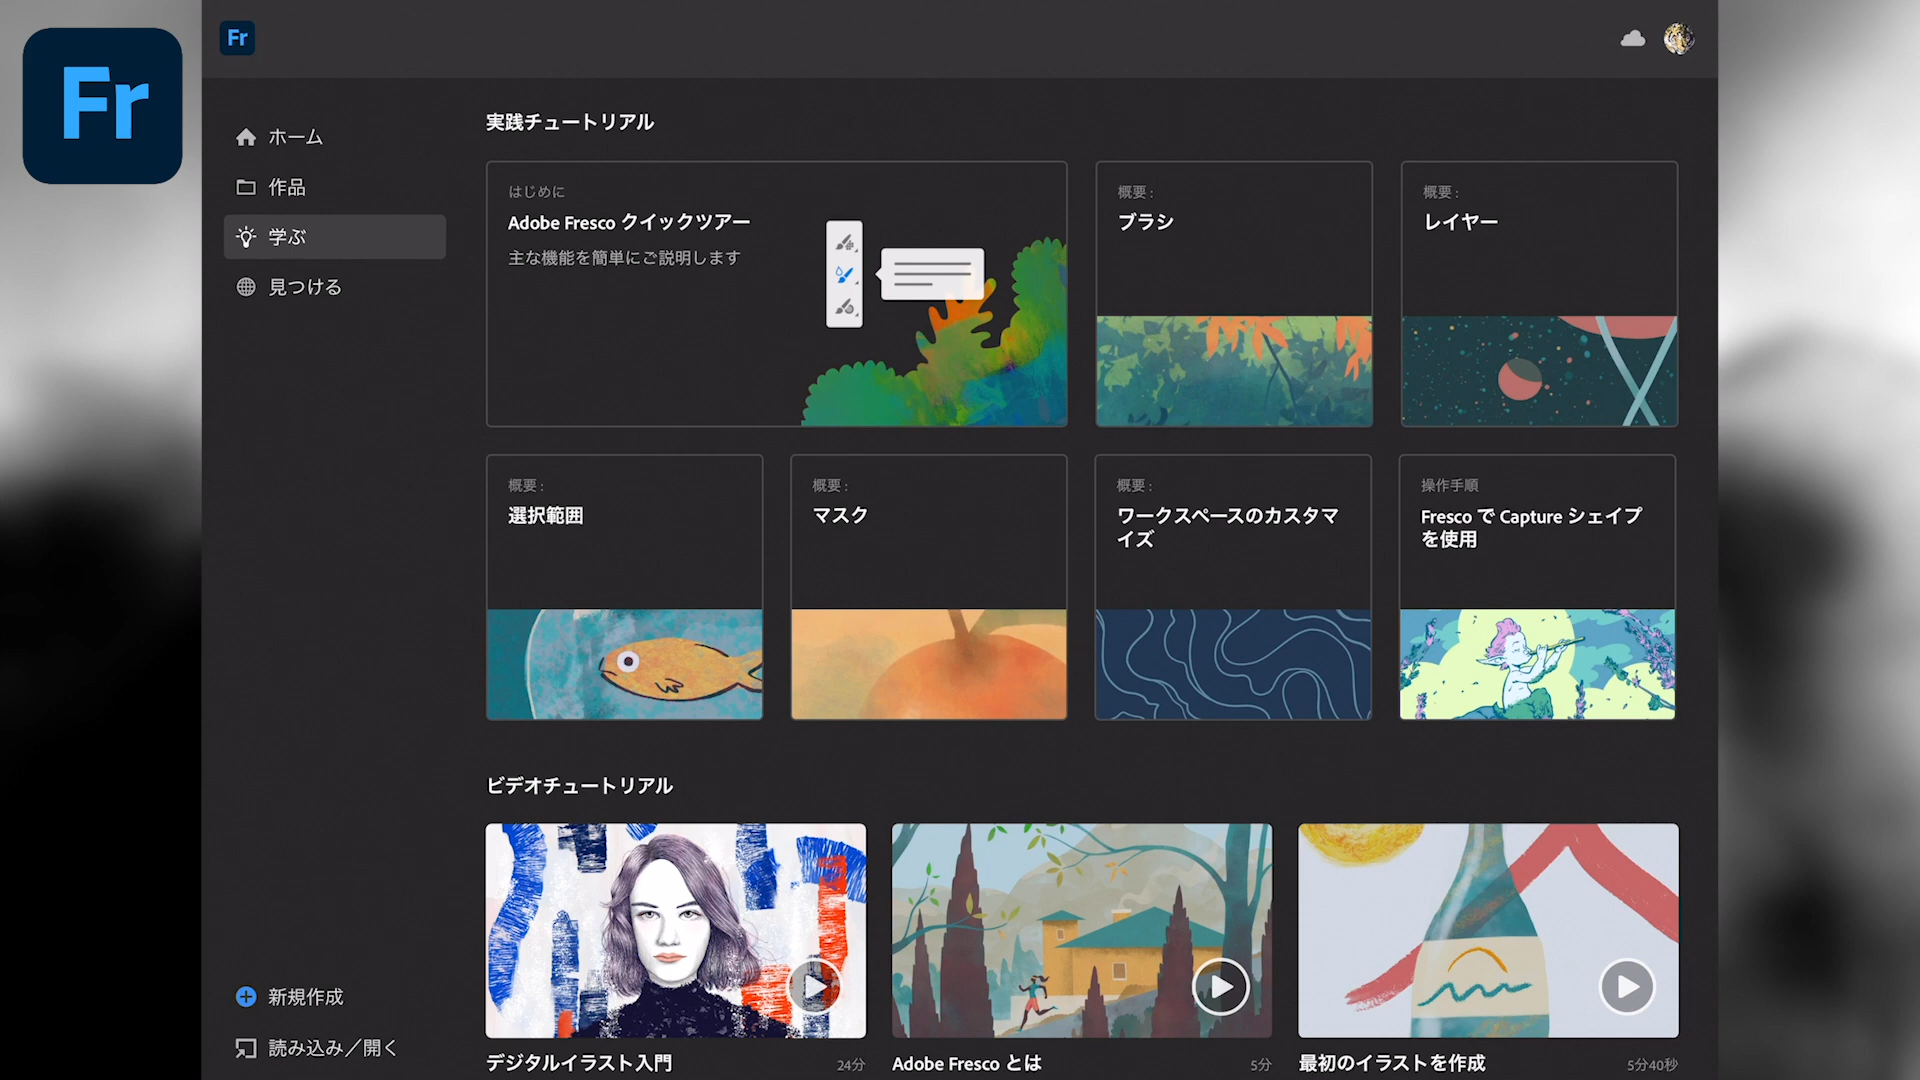 Fr
Fr
ホーム
作品
学ぶ
見つける
新規作成
読み込み／開く
実践チュートリアル
はじめに
Adobe Fresco クイックツアー
主な機能を簡単にご説明します
概要 :
ブラシ
概要 :
レイヤー
概要 :
選択範囲
概要 :
マスク
概要 :
ワークスペースのカスタマ
イズ
操作手順
Fresco で Capture シェイプ
を使用
ビデオチュートリアル
デジタルイラスト入門
24分
Adobe Fresco とは
5分
最初のイラストを作成
5分40秒